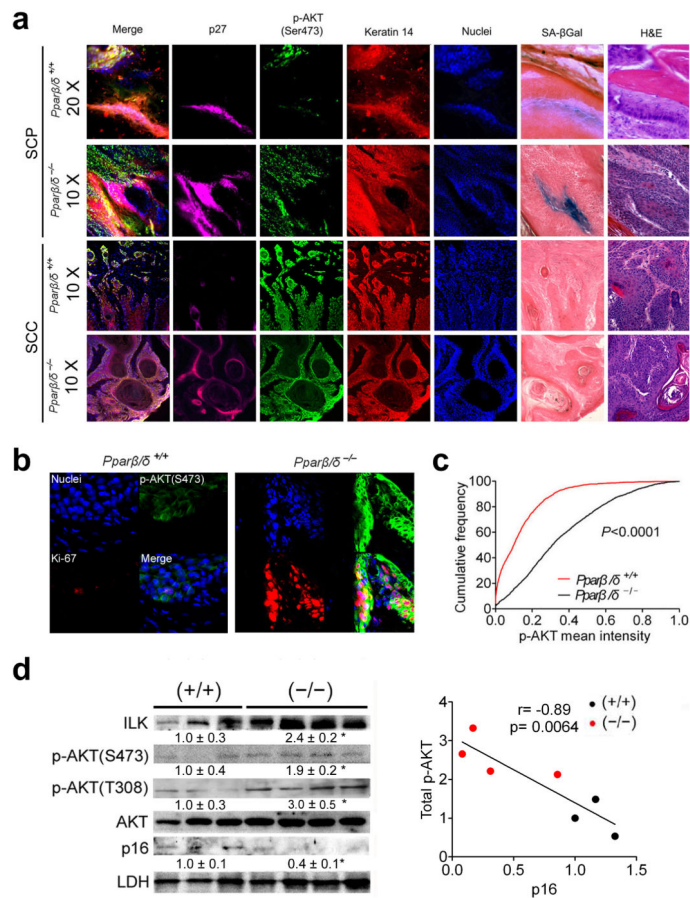 a
Merge
p27
p-AKT
(Ser473)
Keratin 14
Nuclei
SA-βGal
H&E
SCP
Pparβ/δ +/+
20 X
Pparβ/δ −/−
10 X
SCC
Pparβ/δ +/+
10 X
Pparβ/δ −/−
10 X
b
Pparβ/δ +/+
Pparβ/δ −/−
Nuclei
p-AKT(S473)
Ki-67
Merge
c
Cumulative frequency
100
80
60
40
20
0
P<0.0001
Pparβ/δ +/+
Pparβ/δ −/−
0.0
0.2
0.4
0.6
0.8
1.0
p-AKT mean intensity
d
(+/+)
(−/−)
ILK
1.0 ± 0.3
2.4 ± 0.2 *
p-AKT(S473)
1.0 ± 0.4
1.9 ± 0.2 *
p-AKT(T308)
1.0 ± 0.3
3.0 ± 0.5 *
AKT
p16
1.0 ± 0.1
0.4 ± 0.1*
LDH
Total p-AKT
4
3
2
1
0
r= -0.89
p= 0.0064
(+/+)
(−/−)
0.0
0.5
1.0
1.5
p16